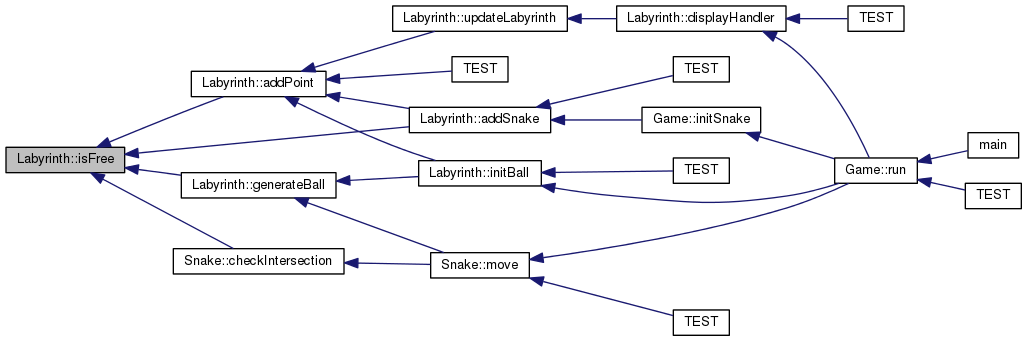 Labyrinth::updateLabyrinth
Labyrinth::displayHandler
TEST
TEST
TEST
Labyrinth::addPoint
Labyrinth::addSnake
Game::initSnake
main
Labyrinth::isFree
Labyrinth::initBall
TEST
Game::run
Labyrinth::generateBall
TEST
Snake::checkIntersection
Snake::move
TEST